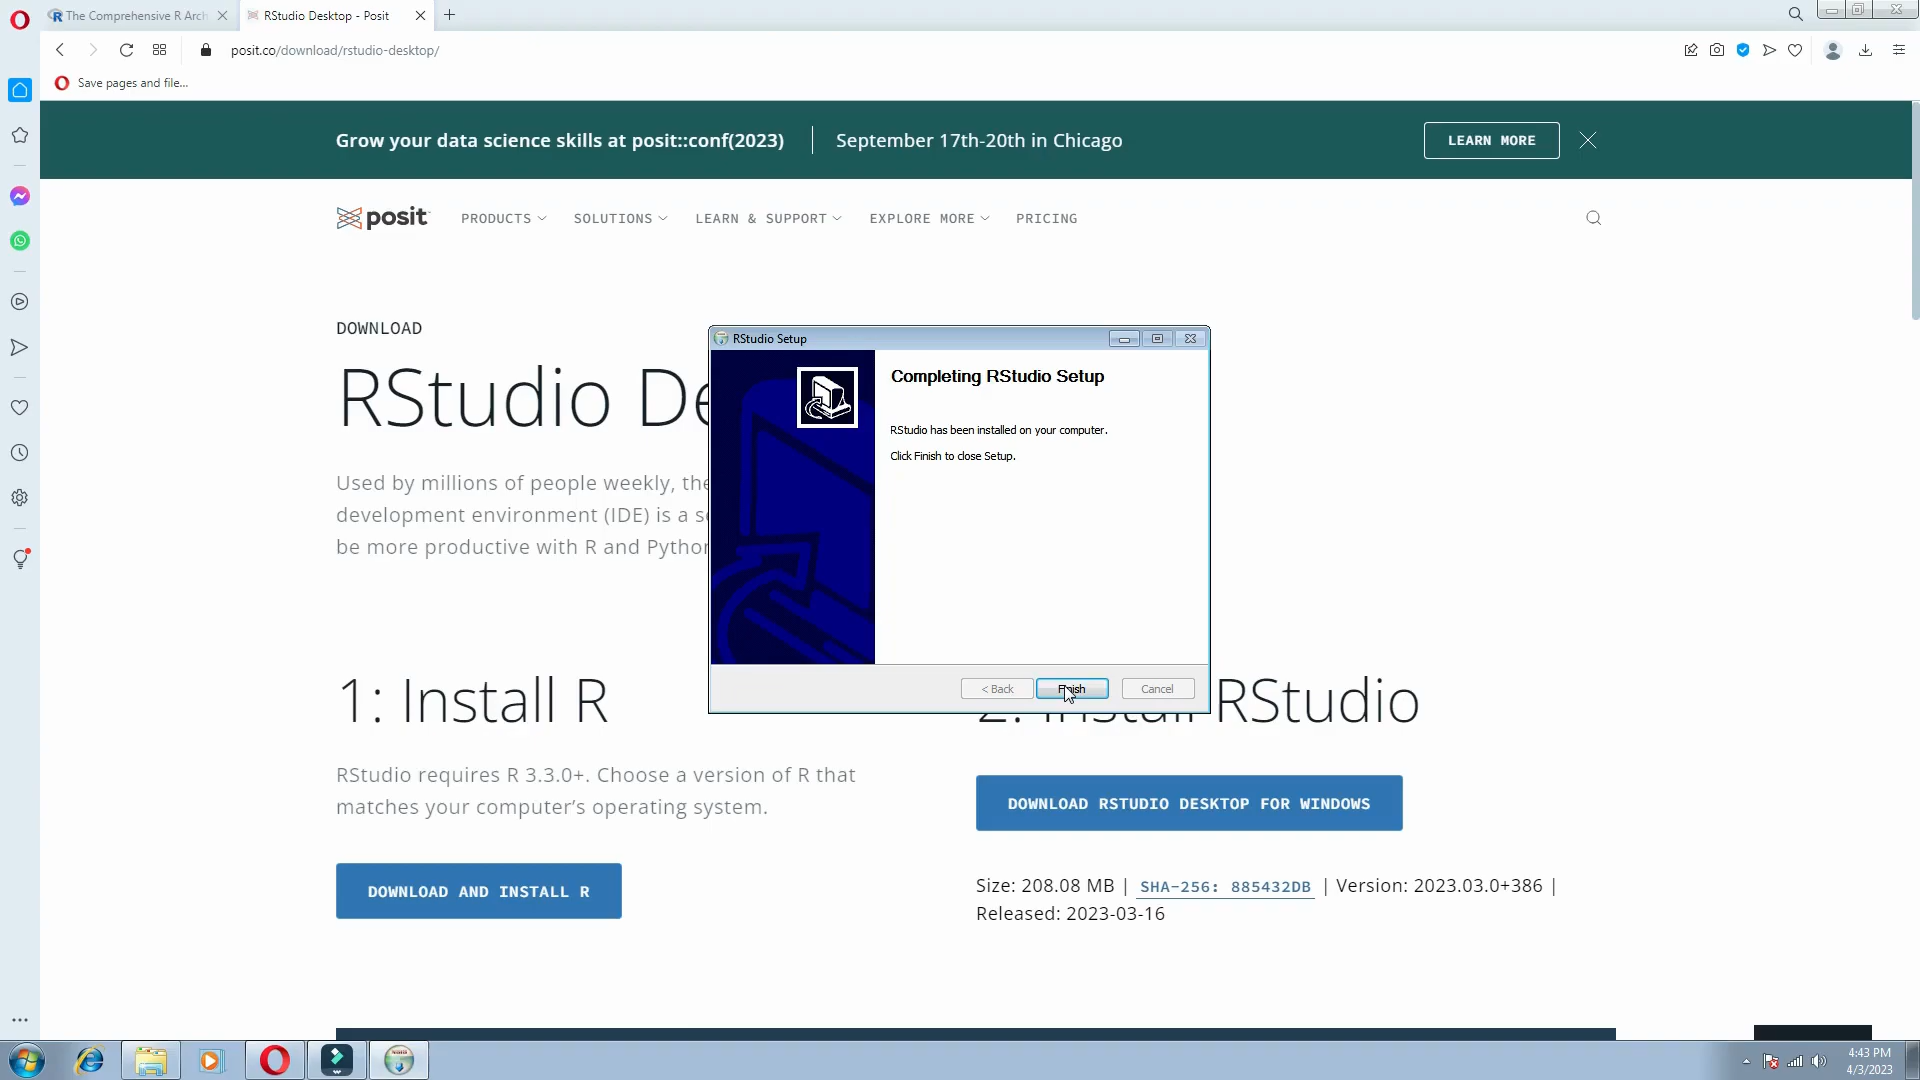 The Comprehensive R Arch
RStudio Desktop - Posit
posit.co/download/rstudio-desktop/
Save pages and file...
Grow your data science skills at posit::conf(2023)
September 17th-20th in Chicago
LEARN MORE
posit
PRODUCTS
SOLUTIONS
LEARN & SUPPORT
EXPLORE MORE
PRICING
DOWNLOAD
RStudio De
Used by millions of people weekly, the
development environment (IDE) is a s
be more productive with R and Python
RStudio Setup
Completing RStudio Setup
RStudio has been installed on your computer.
Click Finish to close Setup.
< Back
Finish
Cancel
1: Install R
RStudio requires R 3.3.0+. Choose a version of R that
matches your computer’s operating system.
DOWNLOAD AND INSTALL R
2: Install RStudio
DOWNLOAD RSTUDIO DESKTOP FOR WINDOWS
Size: 208.08 MB | SHA-256: 885432DB | Version: 2023.03.0+386 |
Released: 2023-03-16
4:43 PM
4/3/2023